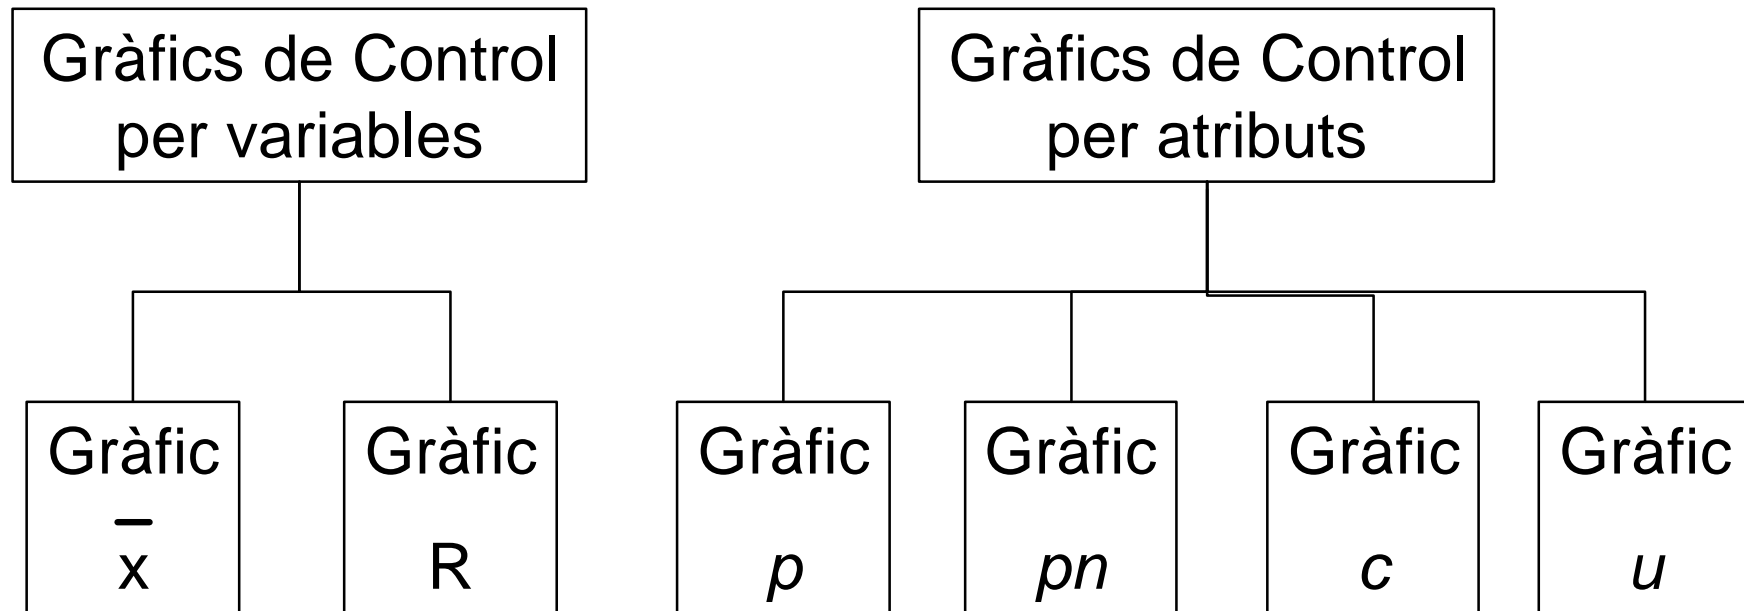 Gràfics de Control
per variables
Gràfics de Control
per atributs
Gràfic
x̅
Gràfic
R
Gràfic
p
Gràfic
pn
Gràfic
c
Gràfic
u